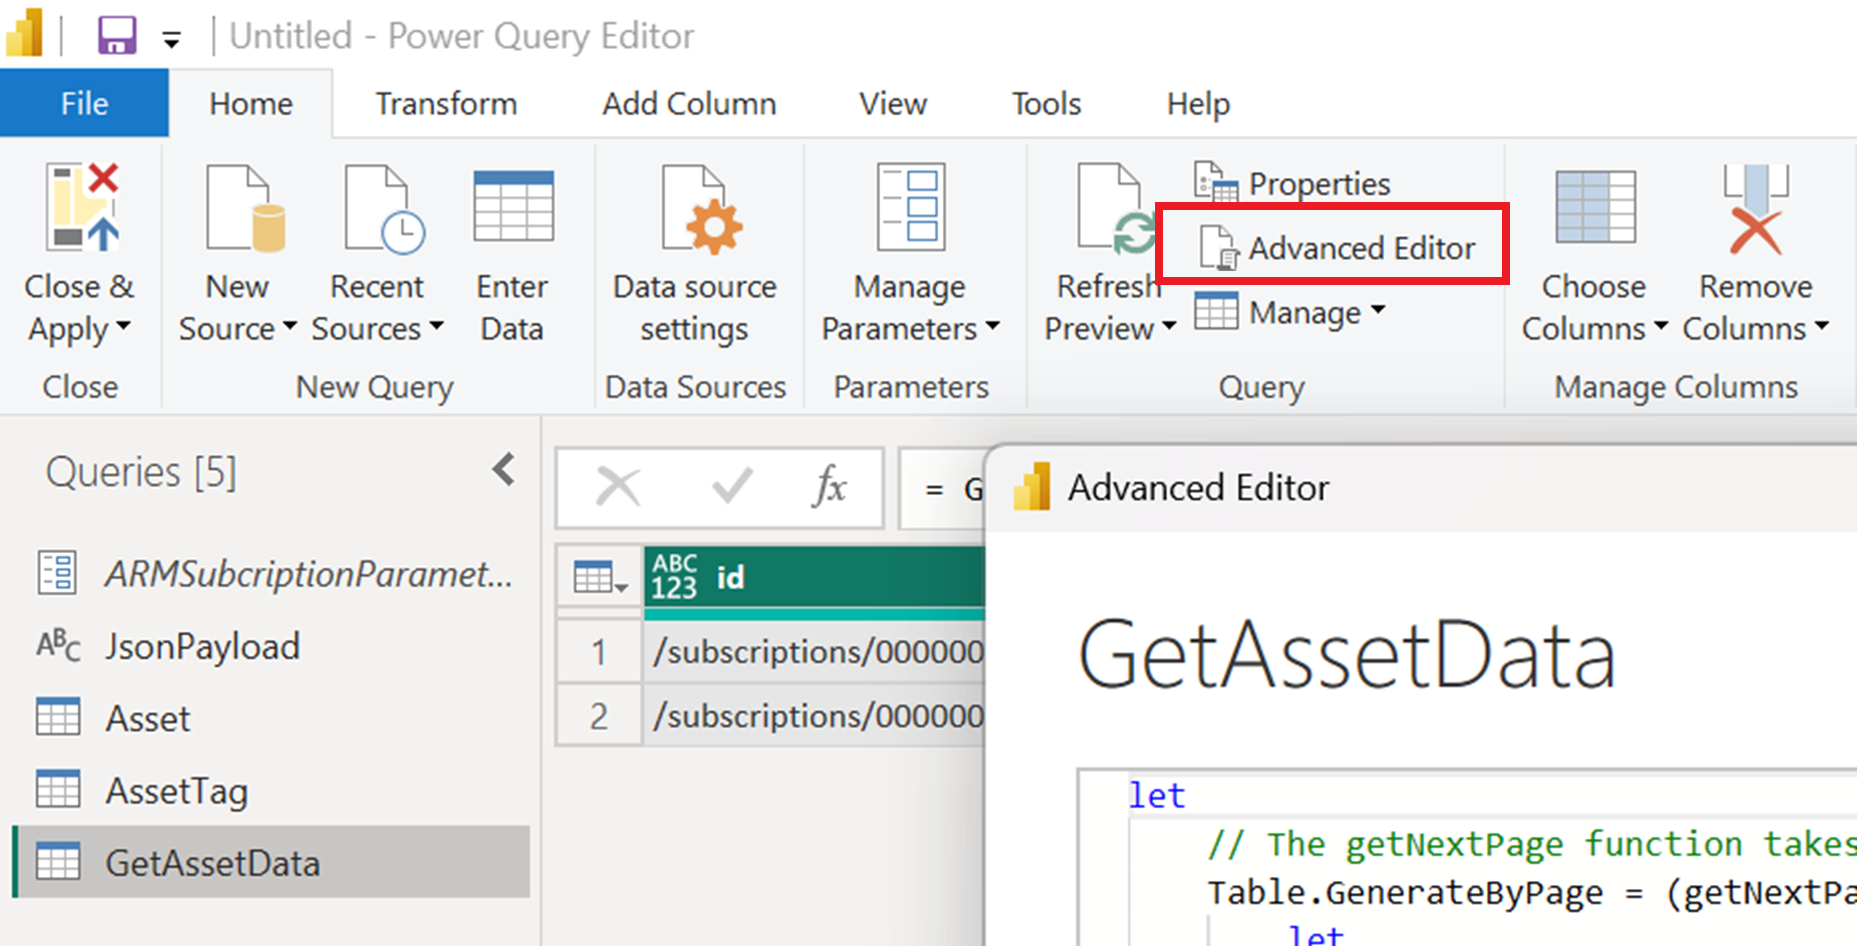 Untitled - Power Query Editor
File Home Transform Add Column View Tools Help
Close &
Apply
New
Source
Recent
Sources
Enter
Data
Data source
settings
Manage
Parameters
Refresh
Preview
Properties
Advanced Editor
Manage
Choose
Columns
Remove
Columns
Close
New Query
Data Sources
Parameters
Query
Manage Columns
Queries [5]
ARMSubcriptionParamet...
ABC JsonPayload
Asset
AssetTag
GetAssetData
fx
= G
ABC
123 id
1 /subscriptions/000000
2 /subscriptions/000000
Advanced Editor
GetAssetData
let
// The getNextPage function takes
Table.GenerateByPage = (getNextPa
let